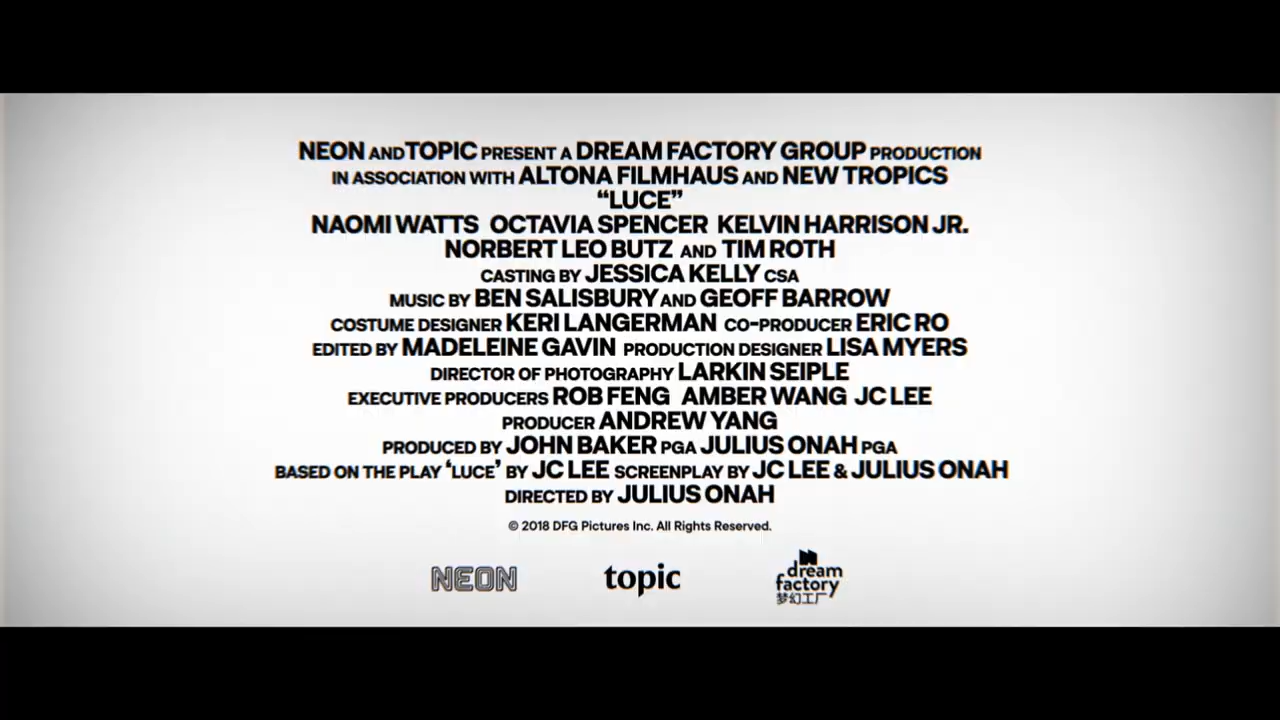 NEON AND TOPIC PRESENT A DREAM FACTORY GROUP PRODUCTION
IN ASSOCIATION WITH ALTONA FILMHAUS AND NEW TROPICS
“LUCE”
NAOMI WATTS OCTAVIA SPENCER KELVIN HARRISON JR.
NORBERT LEO BUTZ AND TIM ROTH
CASTING BY JESSICA KELLY CSA
MUSIC BY BEN SALISBURY AND GEOFF BARROW
COSTUME DESIGNER KERI LANGERMAN CO-PRODUCER ERIC RO
EDITED BY MADELEINE GAVIN PRODUCTION DESIGNER LISA MYERS
DIRECTOR OF PHOTOGRAPHY LARKIN SEIPLE
EXECUTIVE PRODUCERS ROB FENG AMBER WANG JC LEE
PRODUCER ANDREW YANG
PRODUCED BY JOHN BAKER PGA JULIUS ONAH PGA
BASED ON THE PLAY ‘LUCE’ BY JC LEE SCREENPLAY BY JC LEE & JULIUS ONAH
DIRECTED BY JULIUS ONAH
© 2018 DFG Pictures Inc. All Rights Reserved.
NEON topic dream
factory
梦幻工厂